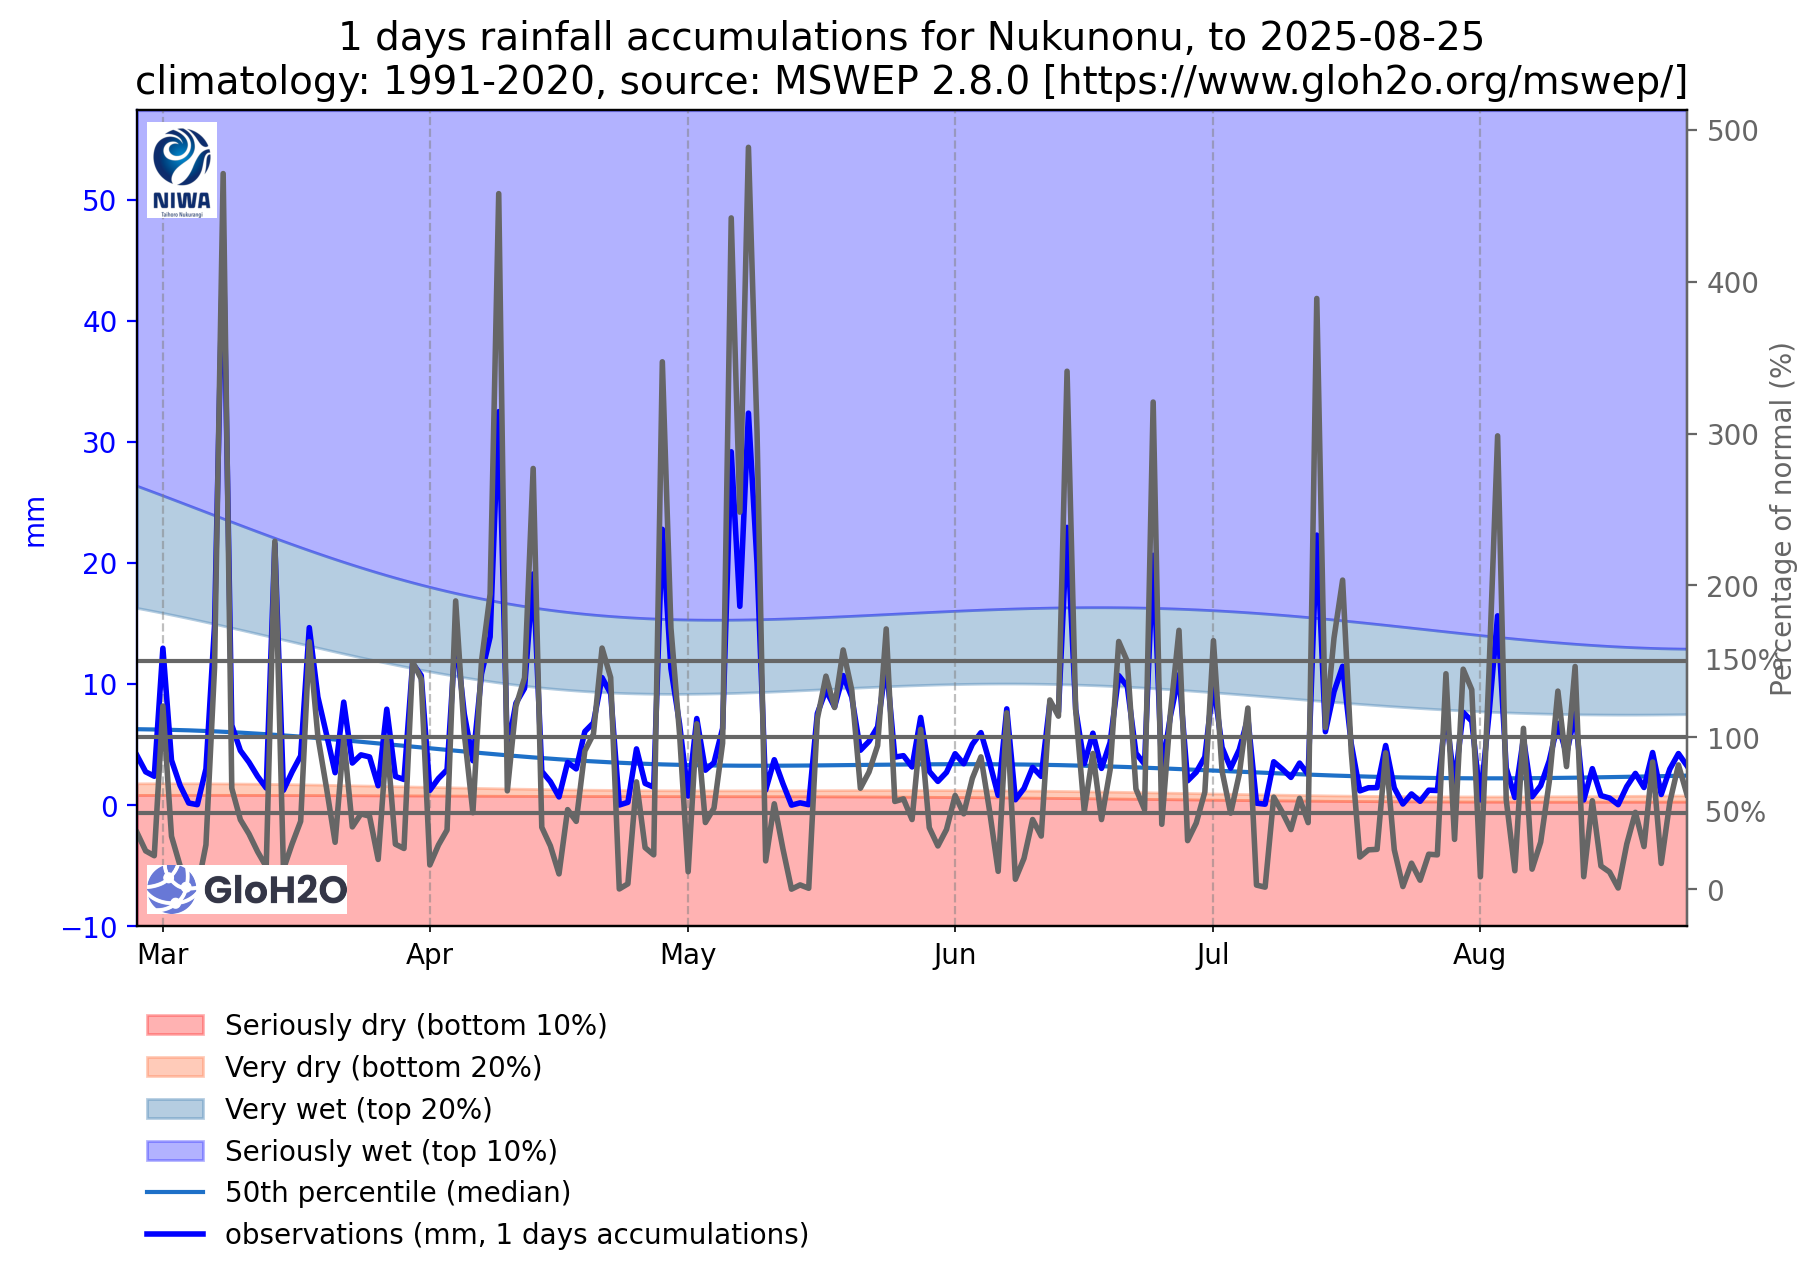 1 days rainfall accumulations for Nukunonu, to 2025-08-25
climatology: 1991-2020, source: MSWEP 2.8.0 [https://www.gloh2o.org/mswep/]
NIWA
Taihoro Nukurangi
50
40
30
20
10
0
−10
mm
500
400
300
200
150%
100
50%
0
Percentage of normal (%)
GloH2O
Mar Apr May Jun Jul Aug
Seriously dry (bottom 10%)
Very dry (bottom 20%)
Very wet (top 20%)
Seriously wet (top 10%)
50th percentile (median)
observations (mm, 1 days accumulations)